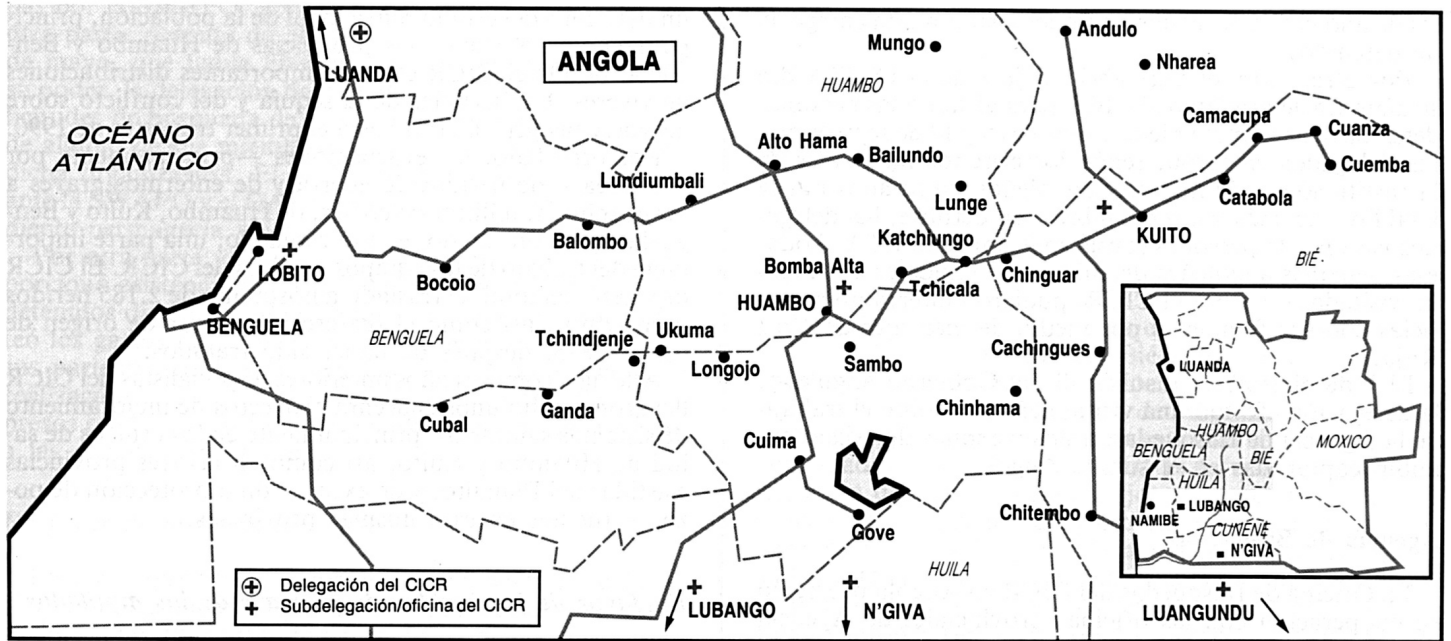 LUANDA
ANGOLA
OCÉANO
ATLÁNTICO
Mungo
HUAMBO
Andulo
Nharea
Camacupa
Cuanza
Cuemba
Catabola
Alto Hama
Bailundo
Lundiumbali
Lunge
KUITO
BIÉ
Balombo
Katchiungo
Chinguar
LOBITO
Bocoio
Bomba Alta
Tchicala
HUAMBO
BENGUELA
BENGUELA
Tchindjenje
Ukuma
Longojo
Sambo
Cachingues
Cubal
Ganda
Chinhama
Cuima
Gove
Chitembo
HUILA
LUBANGO
N'GIVA
LUANGUNDU
Delegación del CICR
Subdelegación/oficina del CICR
LUANDA
HUAMBO
BENGUELA
BIÉ
MOXICO
HUILA
LUBANGO
NAMIBE
CUNENE
N'GIVA